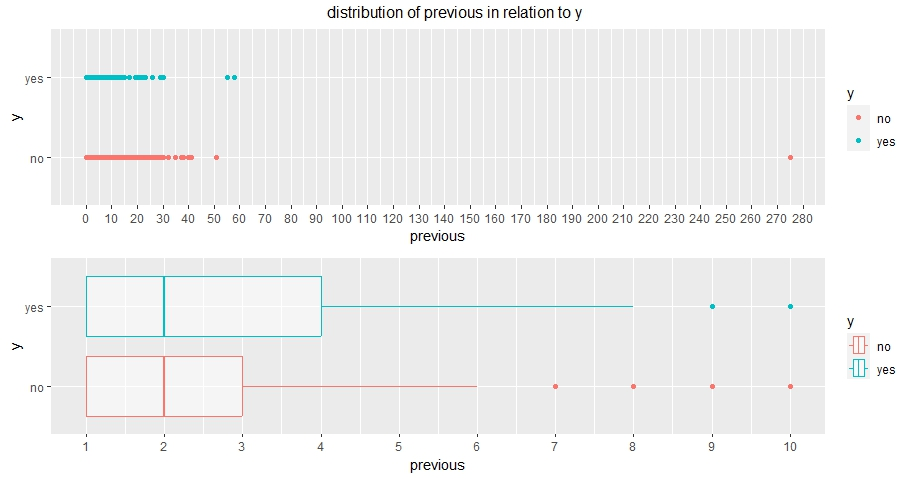 distribution of previous in relation to y
yes
no
y
0 10 20 30 40 50 60 70 80 90 100 110 120 130 140 150 160 170 180 190 200 210 220 230 240 250 260 270 280
previous
y
no
yes
yes
no
y
1 2 3 4 5 6 7 8 9 10
previous
y
no
yes